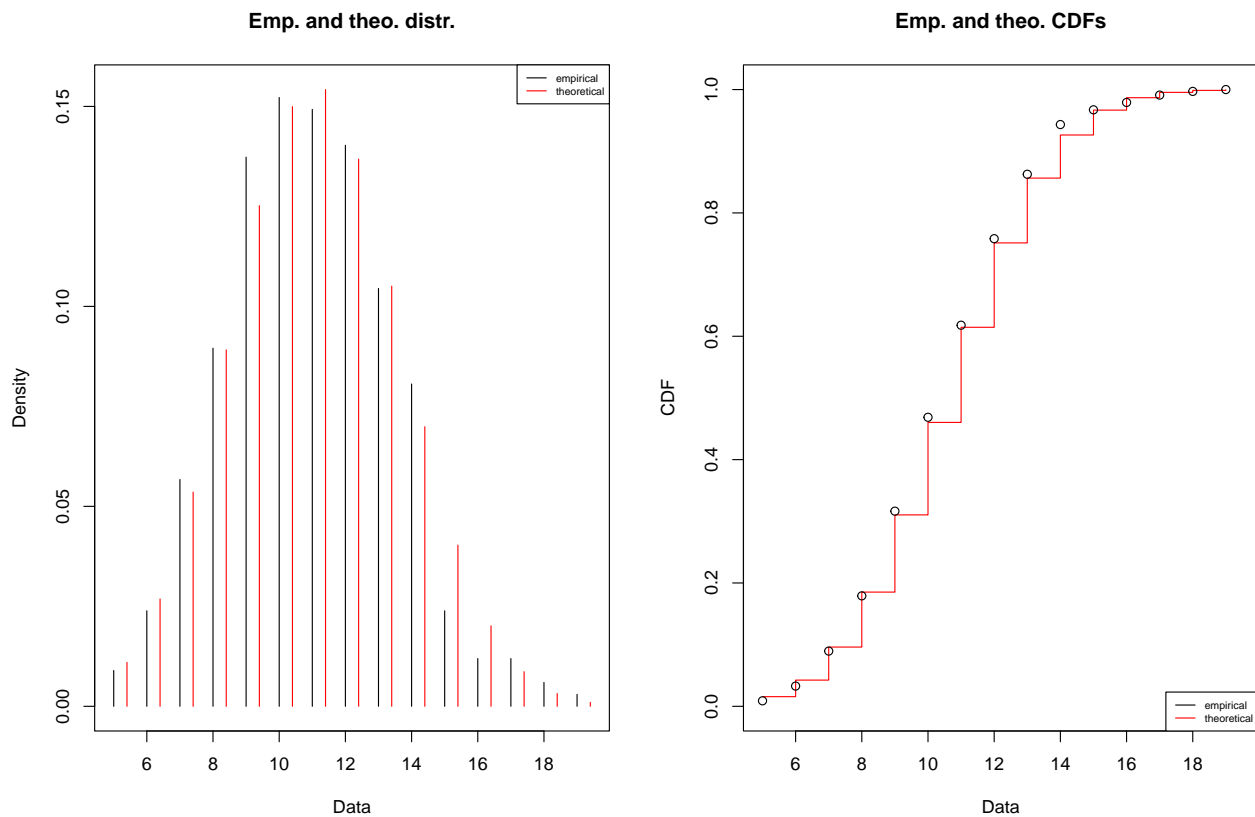 Emp. and theo. distr.
empirical
theoretical
0.15
0.10
0.05
0.00
Density
6 8 10 12 14 16 18
Data
Emp. and theo. CDFs
1.0
0.8
0.6
0.4
0.2
0.0
CDF
empirical
theoretical
6 8 10 12 14 16 18
Data